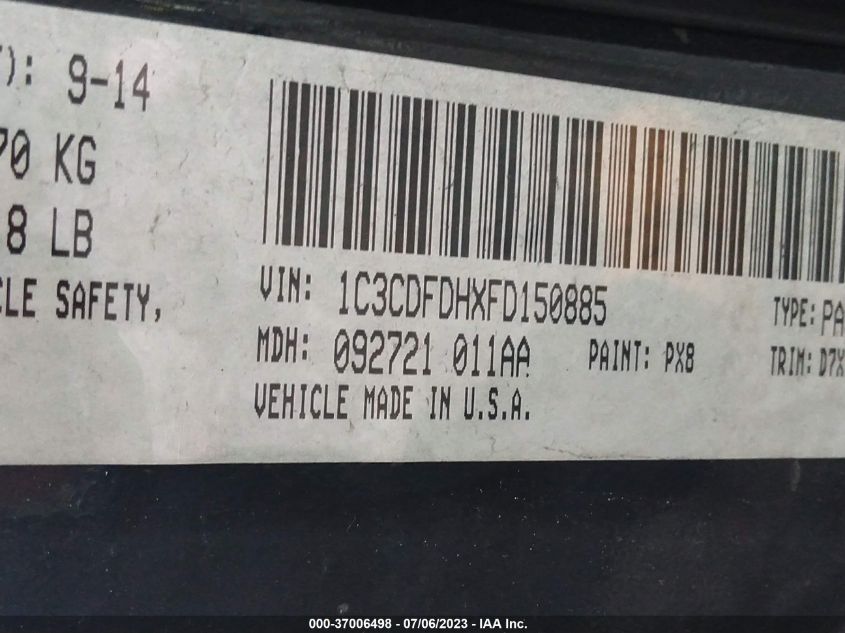 ): 9-14
70 KG
8 LB
CLE SAFETY,
VIN: 1C3CDFDHXFD150885 TYPE: PA
MDH: 092721 011AA PAINT: PX8 TRIM: D7X
VEHICLE MADE IN U.S.A.
000-37006498 - 07/06/2023 - IAA Inc.